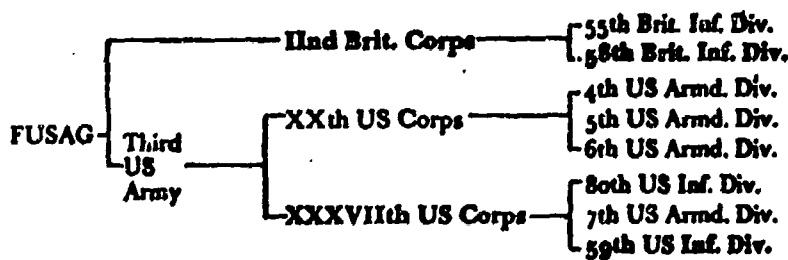 55th Brit. Inf. Div.
IInd Brit. Corps
58th Brit. Inf. Div.
4th US Armd. Div.
XXth US Corps
5th US Armd. Div.
FUSAG
Third
US
Army
6th US Armd. Div.
80th US Inf. Div.
XXXVIIth US Corps
7th US Armd. Div.
59th US Inf. Div.